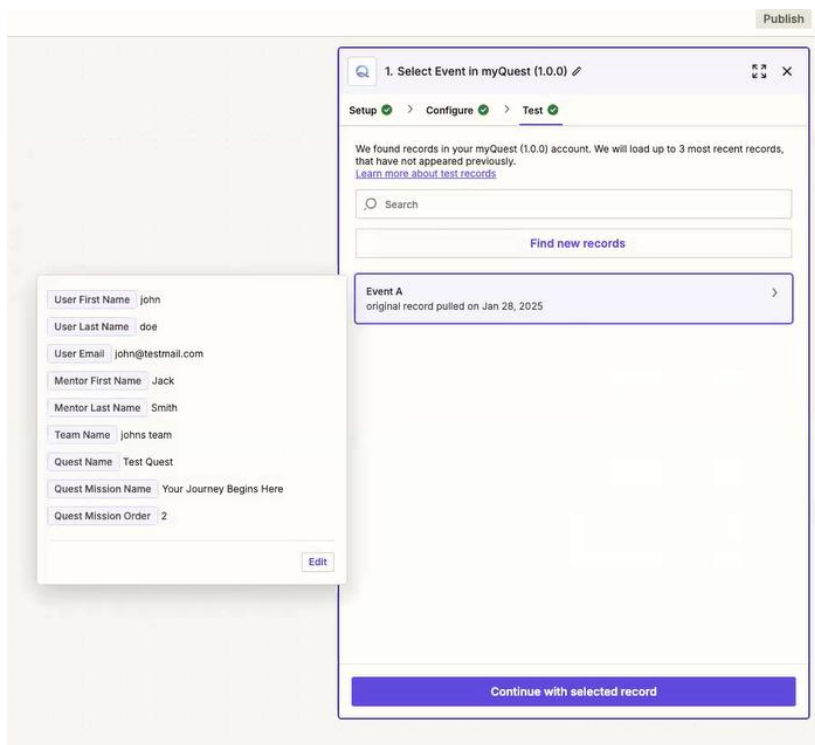 Publish
1. Select Event in myQuest (1.0.0)
Setup > Configure > Test
We found records in your myQuest (1.0.0) account. We will load up to 3 most recent records,
that have not appeared previously.
Learn more about test records
Search
Find new records
Event A
original record pulled on Jan 28, 2025
User First Name john
User Last Name doe
User Email john@testmail.com
Mentor First Name Jack
Mentor Last Name Smith
Team Name johns team
Quest Name Test Quest
Quest Mission Name Your Journey Begins Here
Quest Mission Order 2
Edit
Continue with selected record